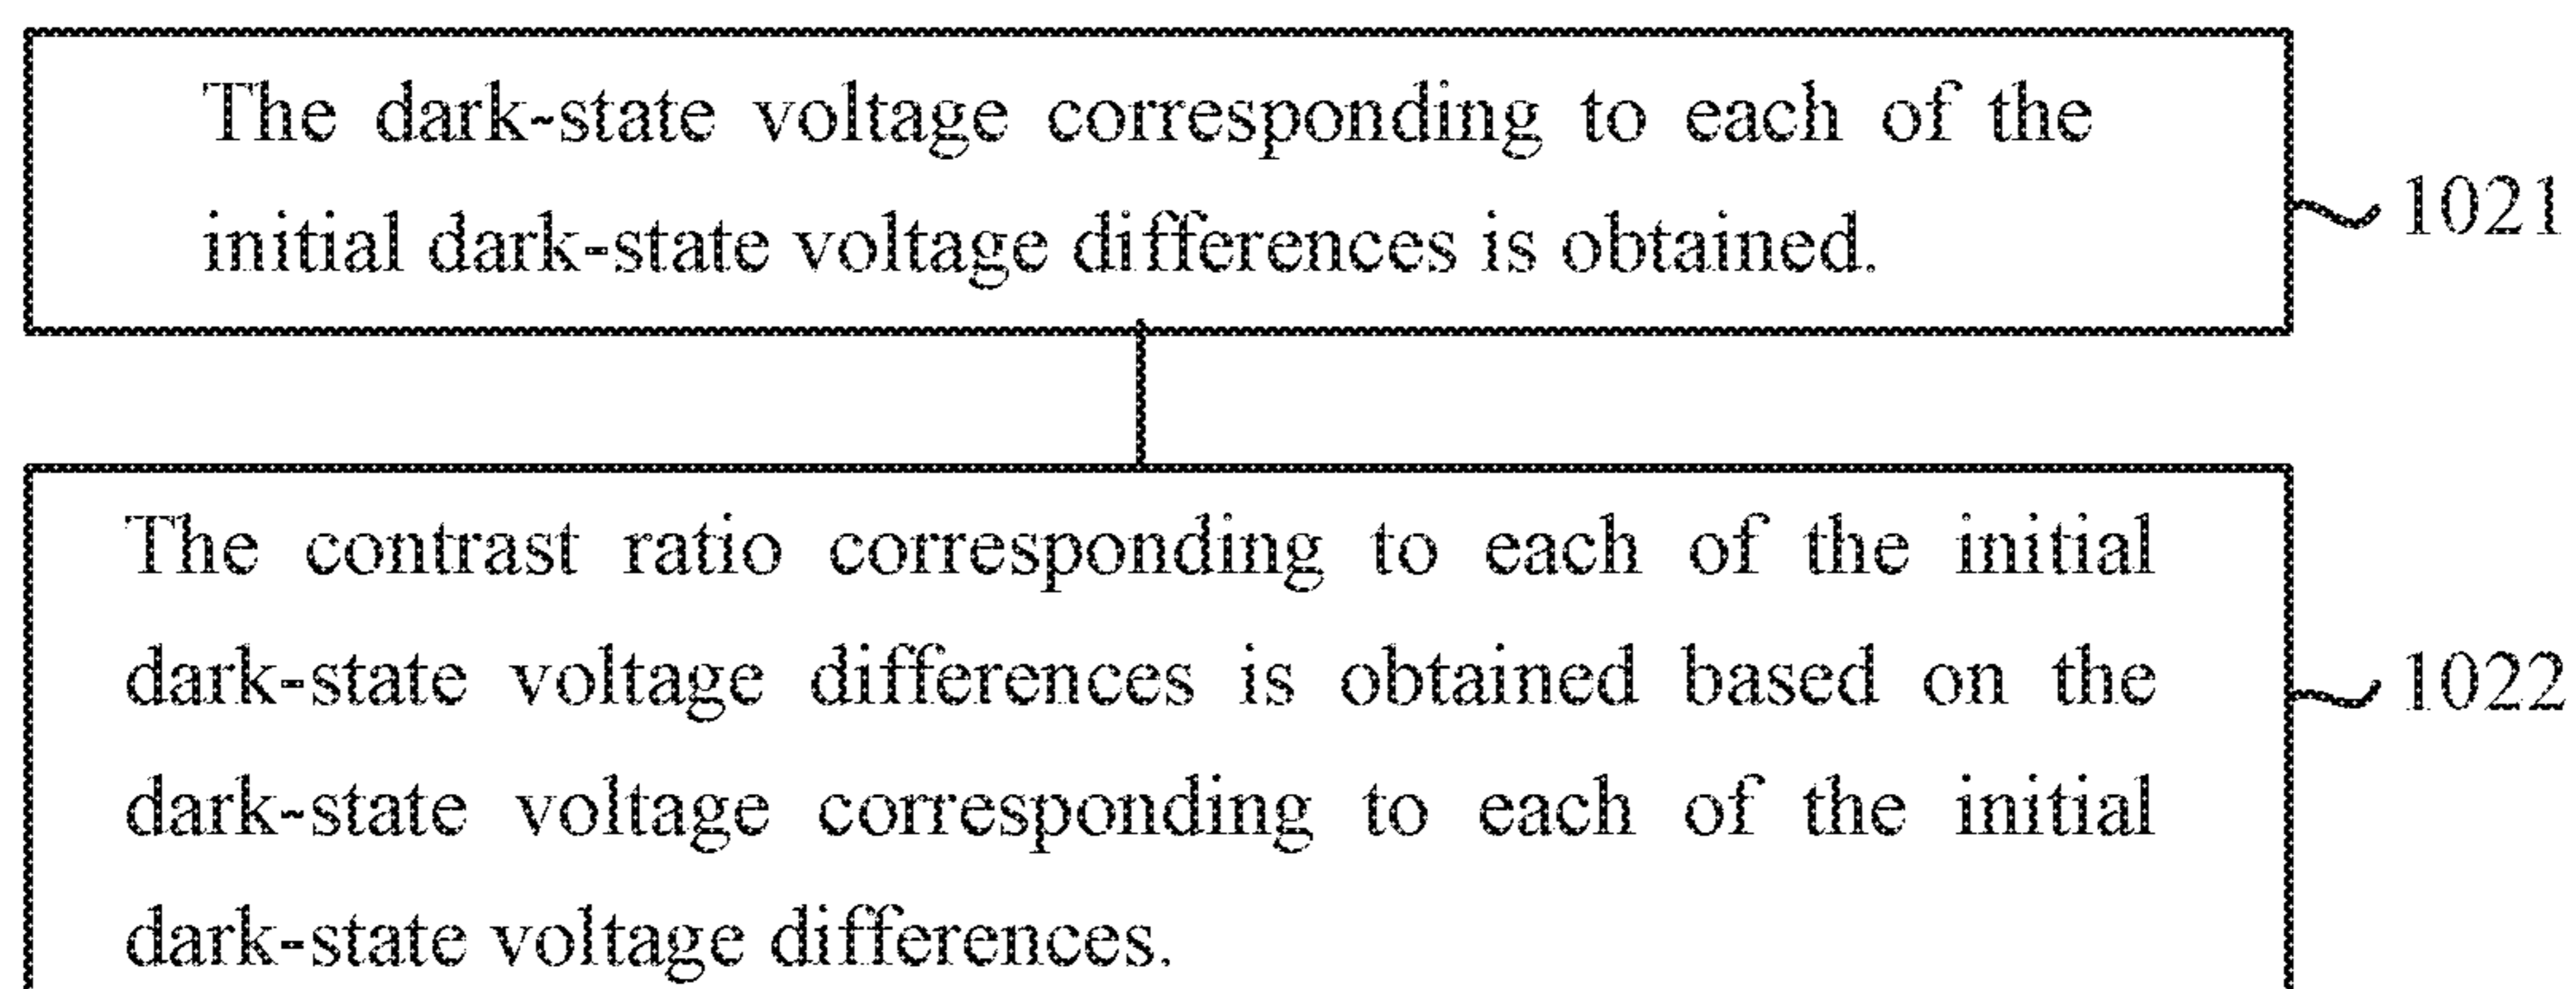 The dark-state voltage corresponding to each of the
initial dark-state voltage differences is obtained.
1021
The contrast ratio corresponding to each of the initial
dark-state voltage differences is obtained based on the
dark-state voltage corresponding to each of the initial
dark-state voltage differences.
1022